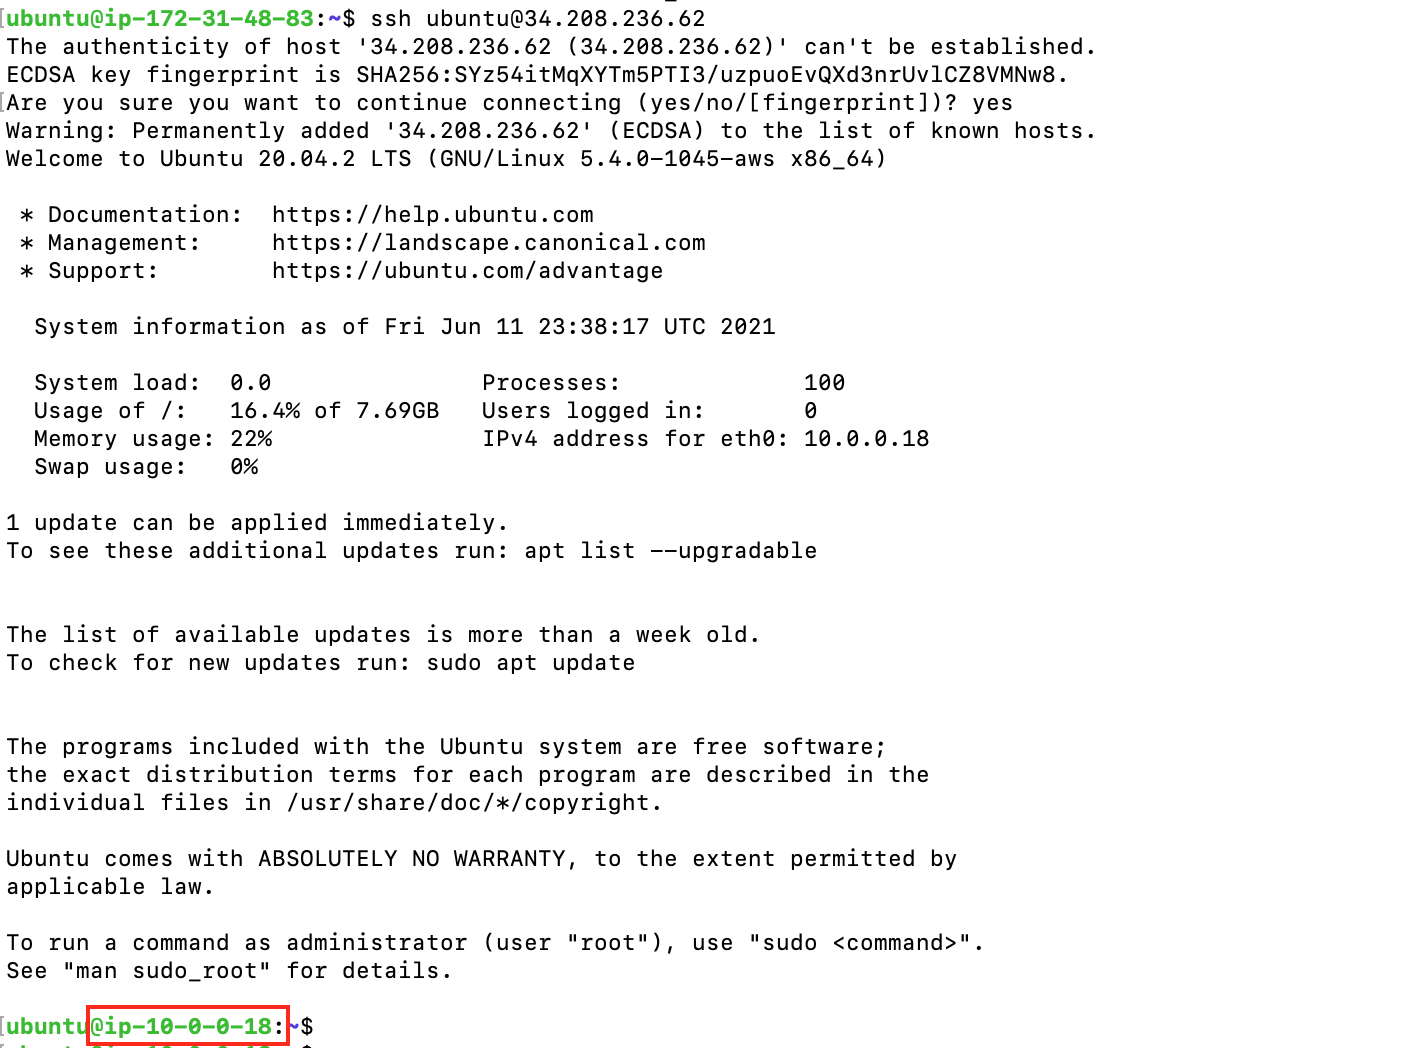 [ubuntu@ip-172-31-48-83:~$ ssh ubuntu@34.208.236.62
The authenticity of host '34.208.236.62 (34.208.236.62)' can't be established.
ECDSA key fingerprint is SHA256:SYz54itMqXYTm5PTI3/uzpuoEvQXd3nrUvlCZ8VMNw8.
[Are you sure you want to continue connecting (yes/no/[fingerprint])? yes
Warning: Permanently added '34.208.236.62' (ECDSA) to the list of known hosts.
Welcome to Ubuntu 20.04.2 LTS (GNU/Linux 5.4.0-1045-aws x86_64)
* Documentation:  https://help.ubuntu.com
* Management:     https://landscape.canonical.com
* Support:        https://ubuntu.com/advantage
System information as of Fri Jun 11 23:38:17 UTC 2021
System load:  0.0               Processes:             100
Usage of /:   16.4% of 7.69GB   Users logged in:       0
Memory usage: 22%               IPv4 address for eth0: 10.0.0.18
Swap usage:   0%
1 update can be applied immediately.
To see these additional updates run: apt list --upgradable
The list of available updates is more than a week old.
To check for new updates run: sudo apt update
The programs included with the Ubuntu system are free software;
the exact distribution terms for each program are described in the
individual files in /usr/share/doc/*/copyright.
Ubuntu comes with ABSOLUTELY NO WARRANTY, to the extent permitted by
applicable law.
To run a command as administrator (user "root"), use "sudo <command>".
See "man sudo_root" for details.
[ubuntu@ip-10-0-0-18:~$